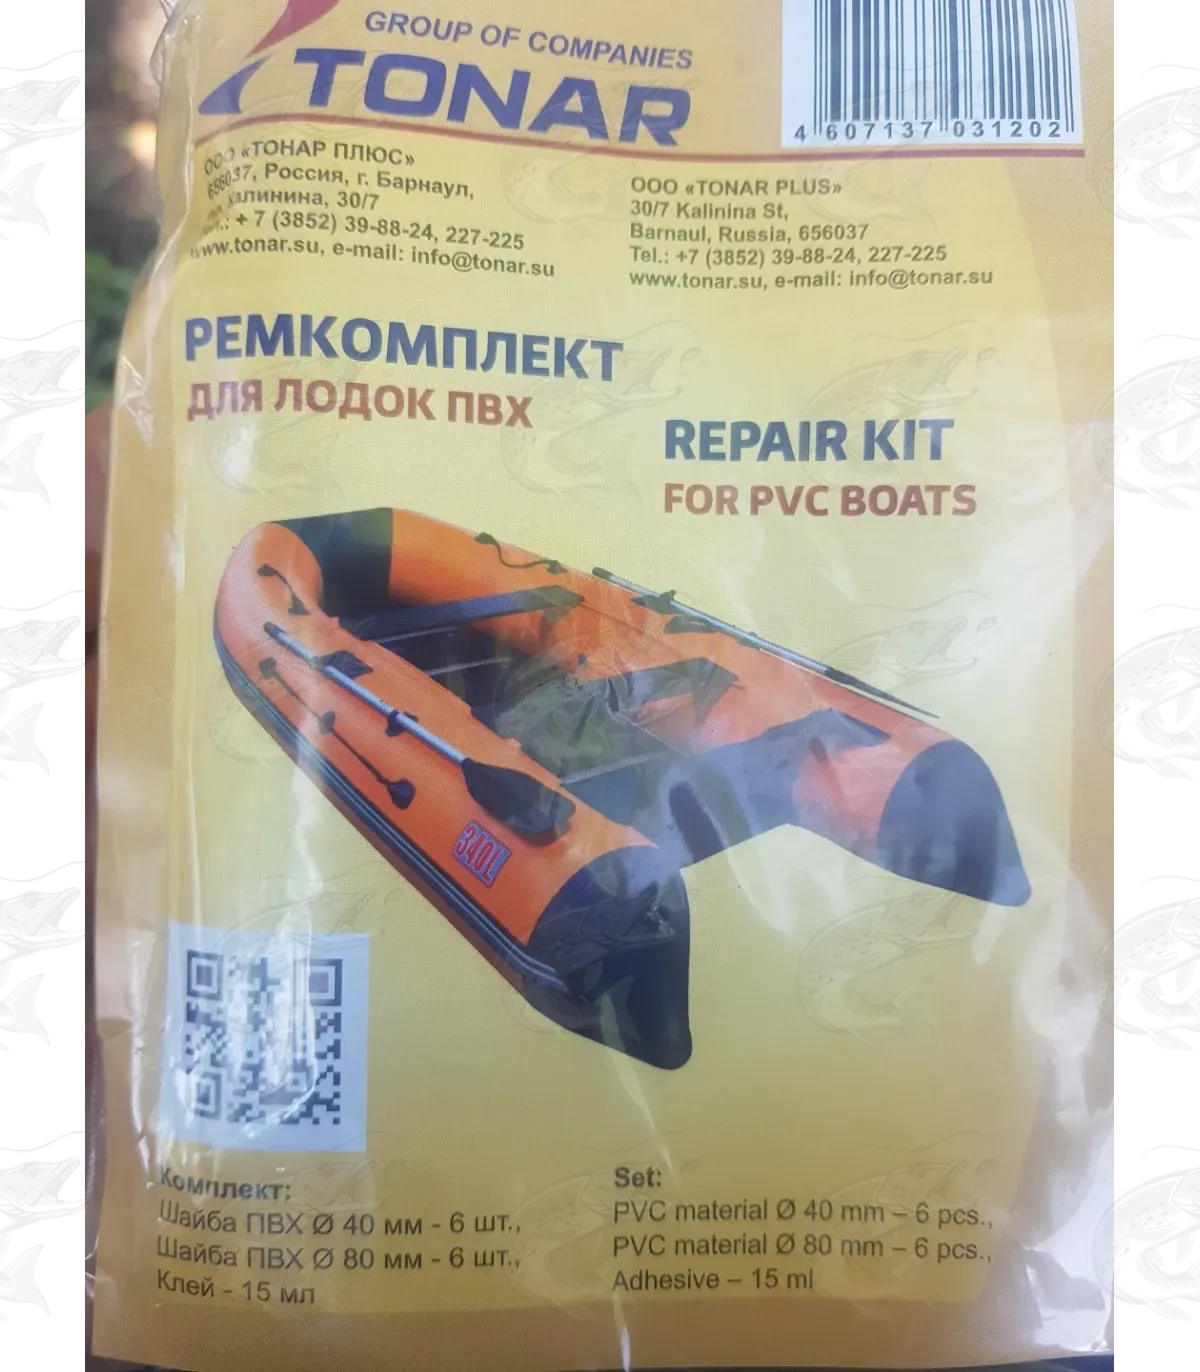 GROUP OF COMPANIES
TONAR
4 607137 031202
ООО «ТОНАР ПЛЮС»
656037, Россия, г. Барнаул,
Калинина, 30/7
+ 7 (3852) 39-88-24, 227-225
www.tonar.su, e-mail: info@tonar.su
ООО «TONAR PLUS»
30/7 Kalinina St,
Barnaul, Russia, 656037
Tel.: +7 (3852) 39-88-24, 227-225
www.tonar.su, e-mail: info@tonar.su
РЕМКОМПЛЕКТ
ДЛЯ ЛОДОК ПВХ
REPAIR KIT
FOR PVC BOATS
340L
Комплект:
Шайба ПВХ Ø 40 мм - 6 шт.,
Шайба ПВХ Ø 80 мм - 6 шт.,
Клей - 15 мл
Set:
PVC material Ø 40 mm – 6 pcs.,
PVC material Ø 80 mm – 6 pcs.,
Adhesive – 15 ml